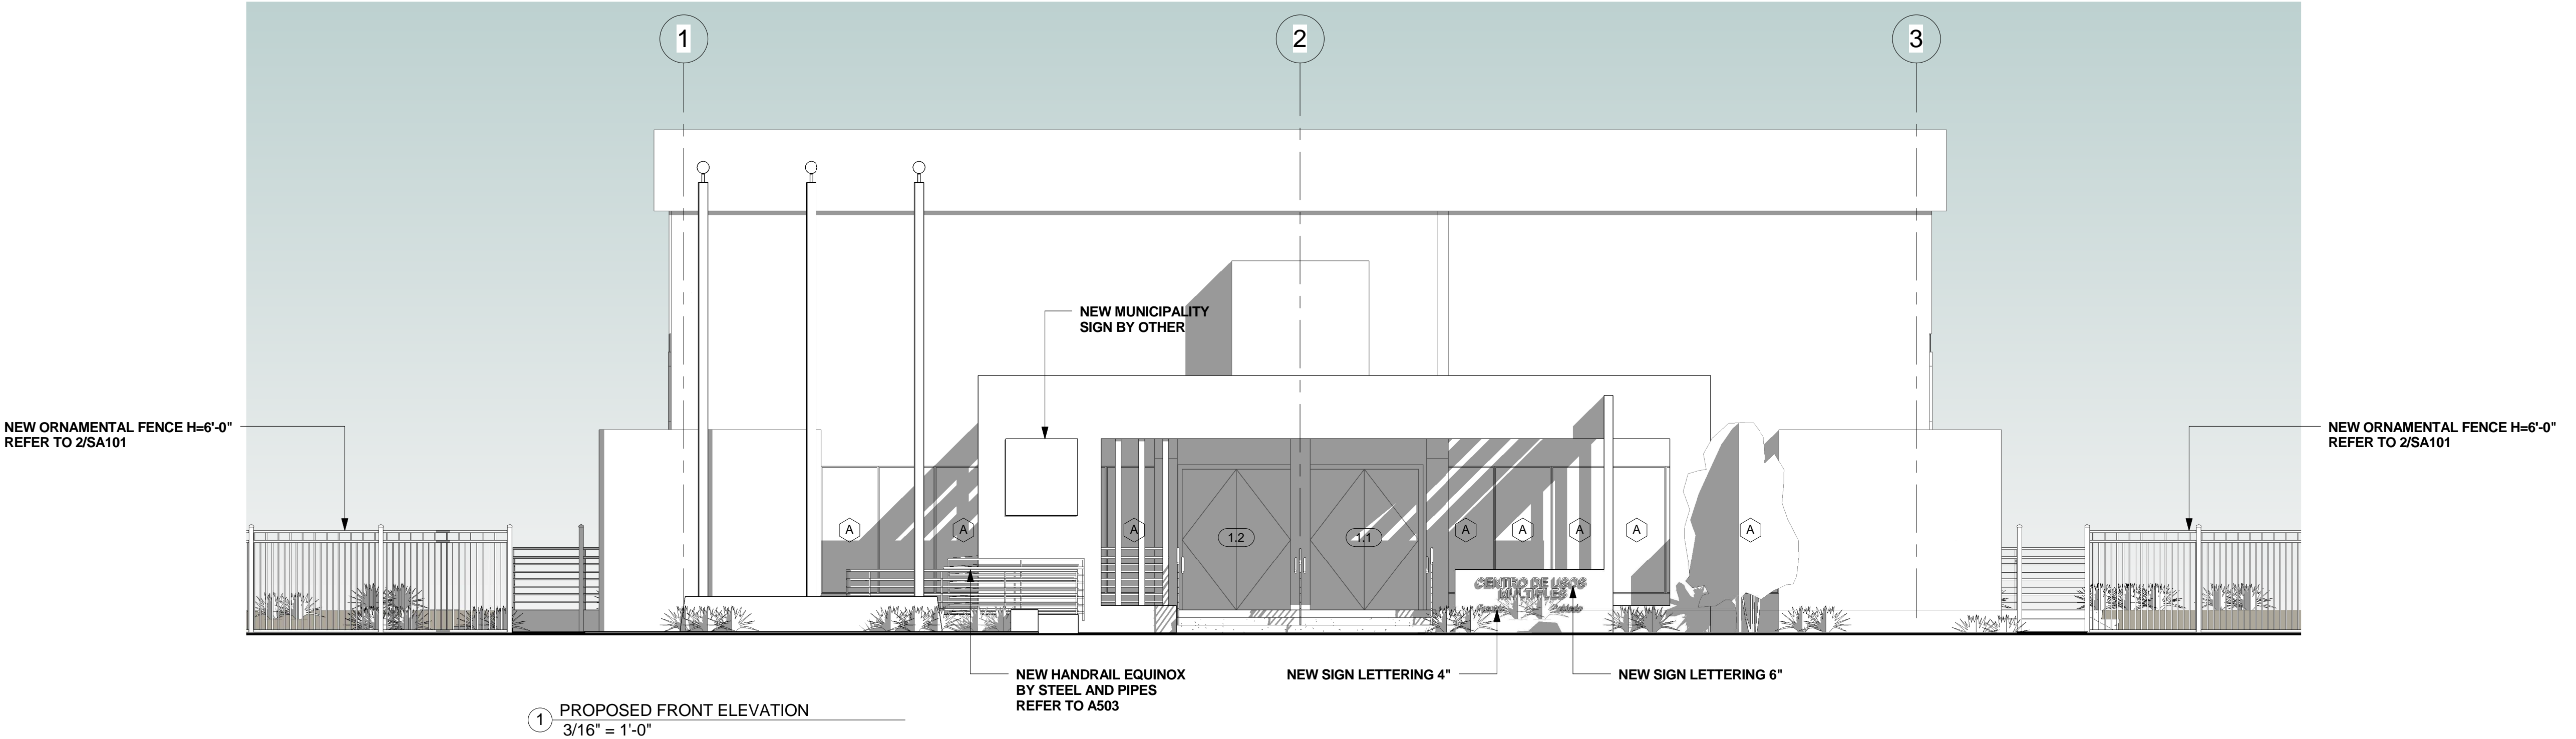 1
2
3
NEW MUNICIPALITY
SIGN BY OTHER
NEW ORNAMENTAL FENCE H=6'-0"
REFER TO 2/SA101
NEW ORNAMENTAL FENCE H=6'-0"
REFER TO 2/SA101
A
A
A
1.2
1.1
A
A
A
A
A
CENTRO DE USOS
MULTIPLES
NEW HANDRAIL EQUINOX
BY STEEL AND PIPES
REFER TO A503
NEW SIGN LETTERING 4"
NEW SIGN LETTERING 6"
1
PROPOSED FRONT ELEVATION
3/16" = 1'-0"